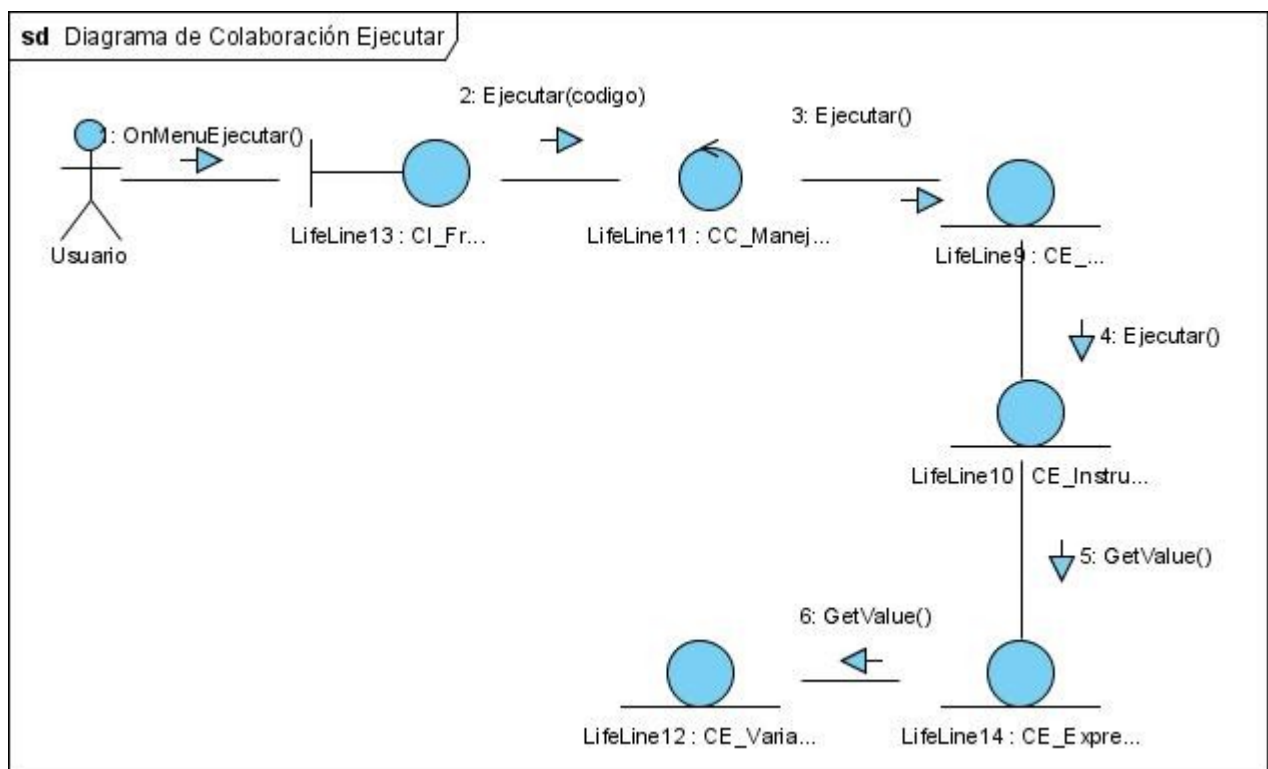 sd Diagrama de Colaboración Ejecutar
2: Ejecutar(codigo)
3: Ejecutar()
1: OnMenuEjecutar()
LifeLine13 : CI_Fr...
LifeLine11 : CC_Manej...
Usuario
LifeLine9 : CE_...
4: Ejecutar()
LifeLine10 CE_Instru...
5: GetValue()
6: GetValue()
LifeLine12 : CE_Varia...
LifeLine14 : CE_Expre...